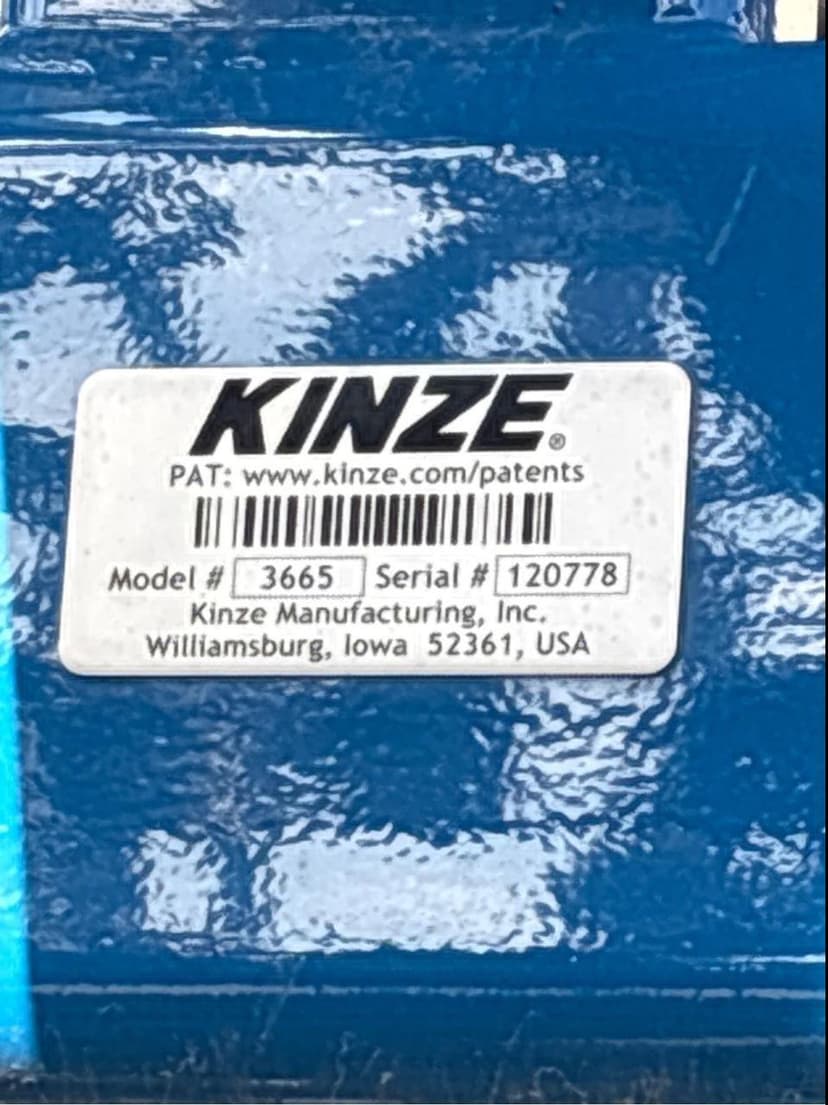 KINZE®
PAT: www.kinze.com/patents
Model # 3665 Serial # 120778
Kinze Manufacturing, Inc.
Williamsburg, Iowa 52361, USA